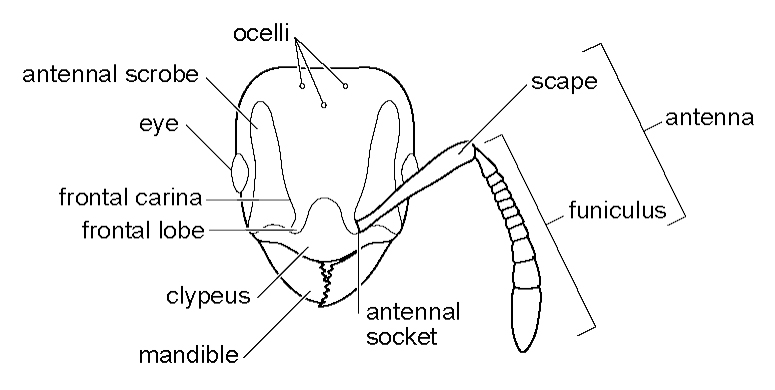 ocelli
antennal scrobe
scape
eye
antenna
frontal carina
funiculus
frontal lobe
clypeus
antennal
socket
mandible